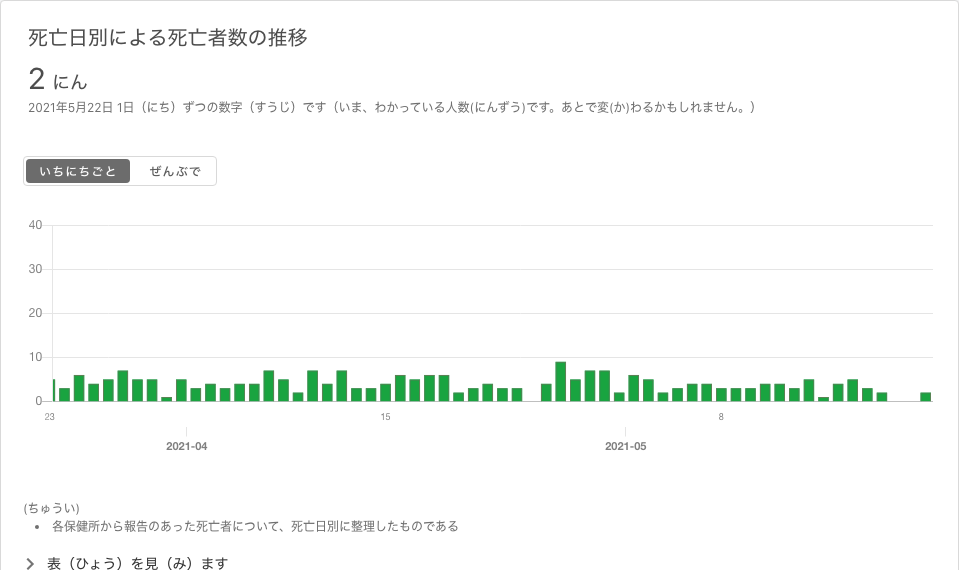 死亡日別による死亡者数の推移
2 にん
2021年5月22日 1日（にち）ずつの数字（すうじ）です（いま、わかっている人数(にんずう)です。あとで変(か)わるかもしれません。）
いちにちごと ぜんぶで
40
30
20
10
0
23 15 8
2021-04 2021-05
(ちゅうい)
• 各保健所から報告のあった死亡者について、死亡日別に整理したものである
表（ひょう）を見（み）ます